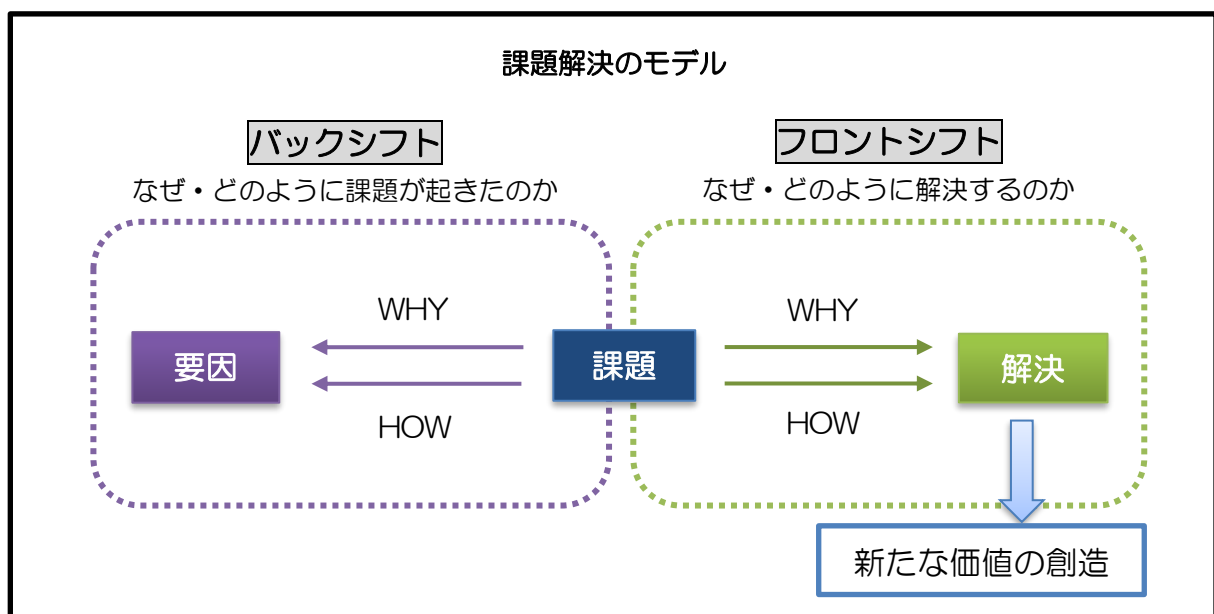 課題解決のモデル
バックシフト
なぜ・どのように課題が起きたのか
フロントシフト
なぜ・どのように解決するのか
WHY
要因
HOW
課題
WHY
解決
HOW
新たな価値の創造